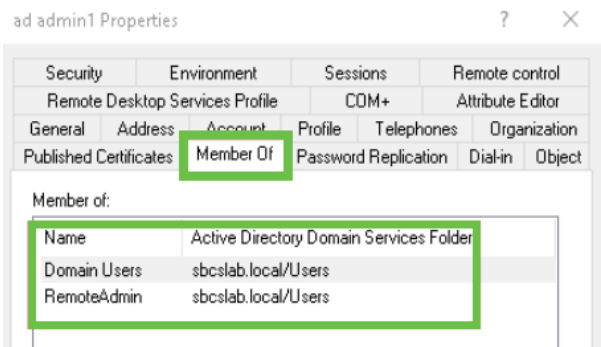 ad admin1 Properties ? ×
Security Environment Sessions Remote control
Remote Desktop Services Profile COM+ Attribute Editor
General Address Account Profile Telephones Organization
Published Certificates Member Of Password Replication Dial-in Object
Member of:
Name Active Directory Domain Services Folder
Domain Users sbcslab.local/Users
RemoteAdmin sbcslab.local/Users